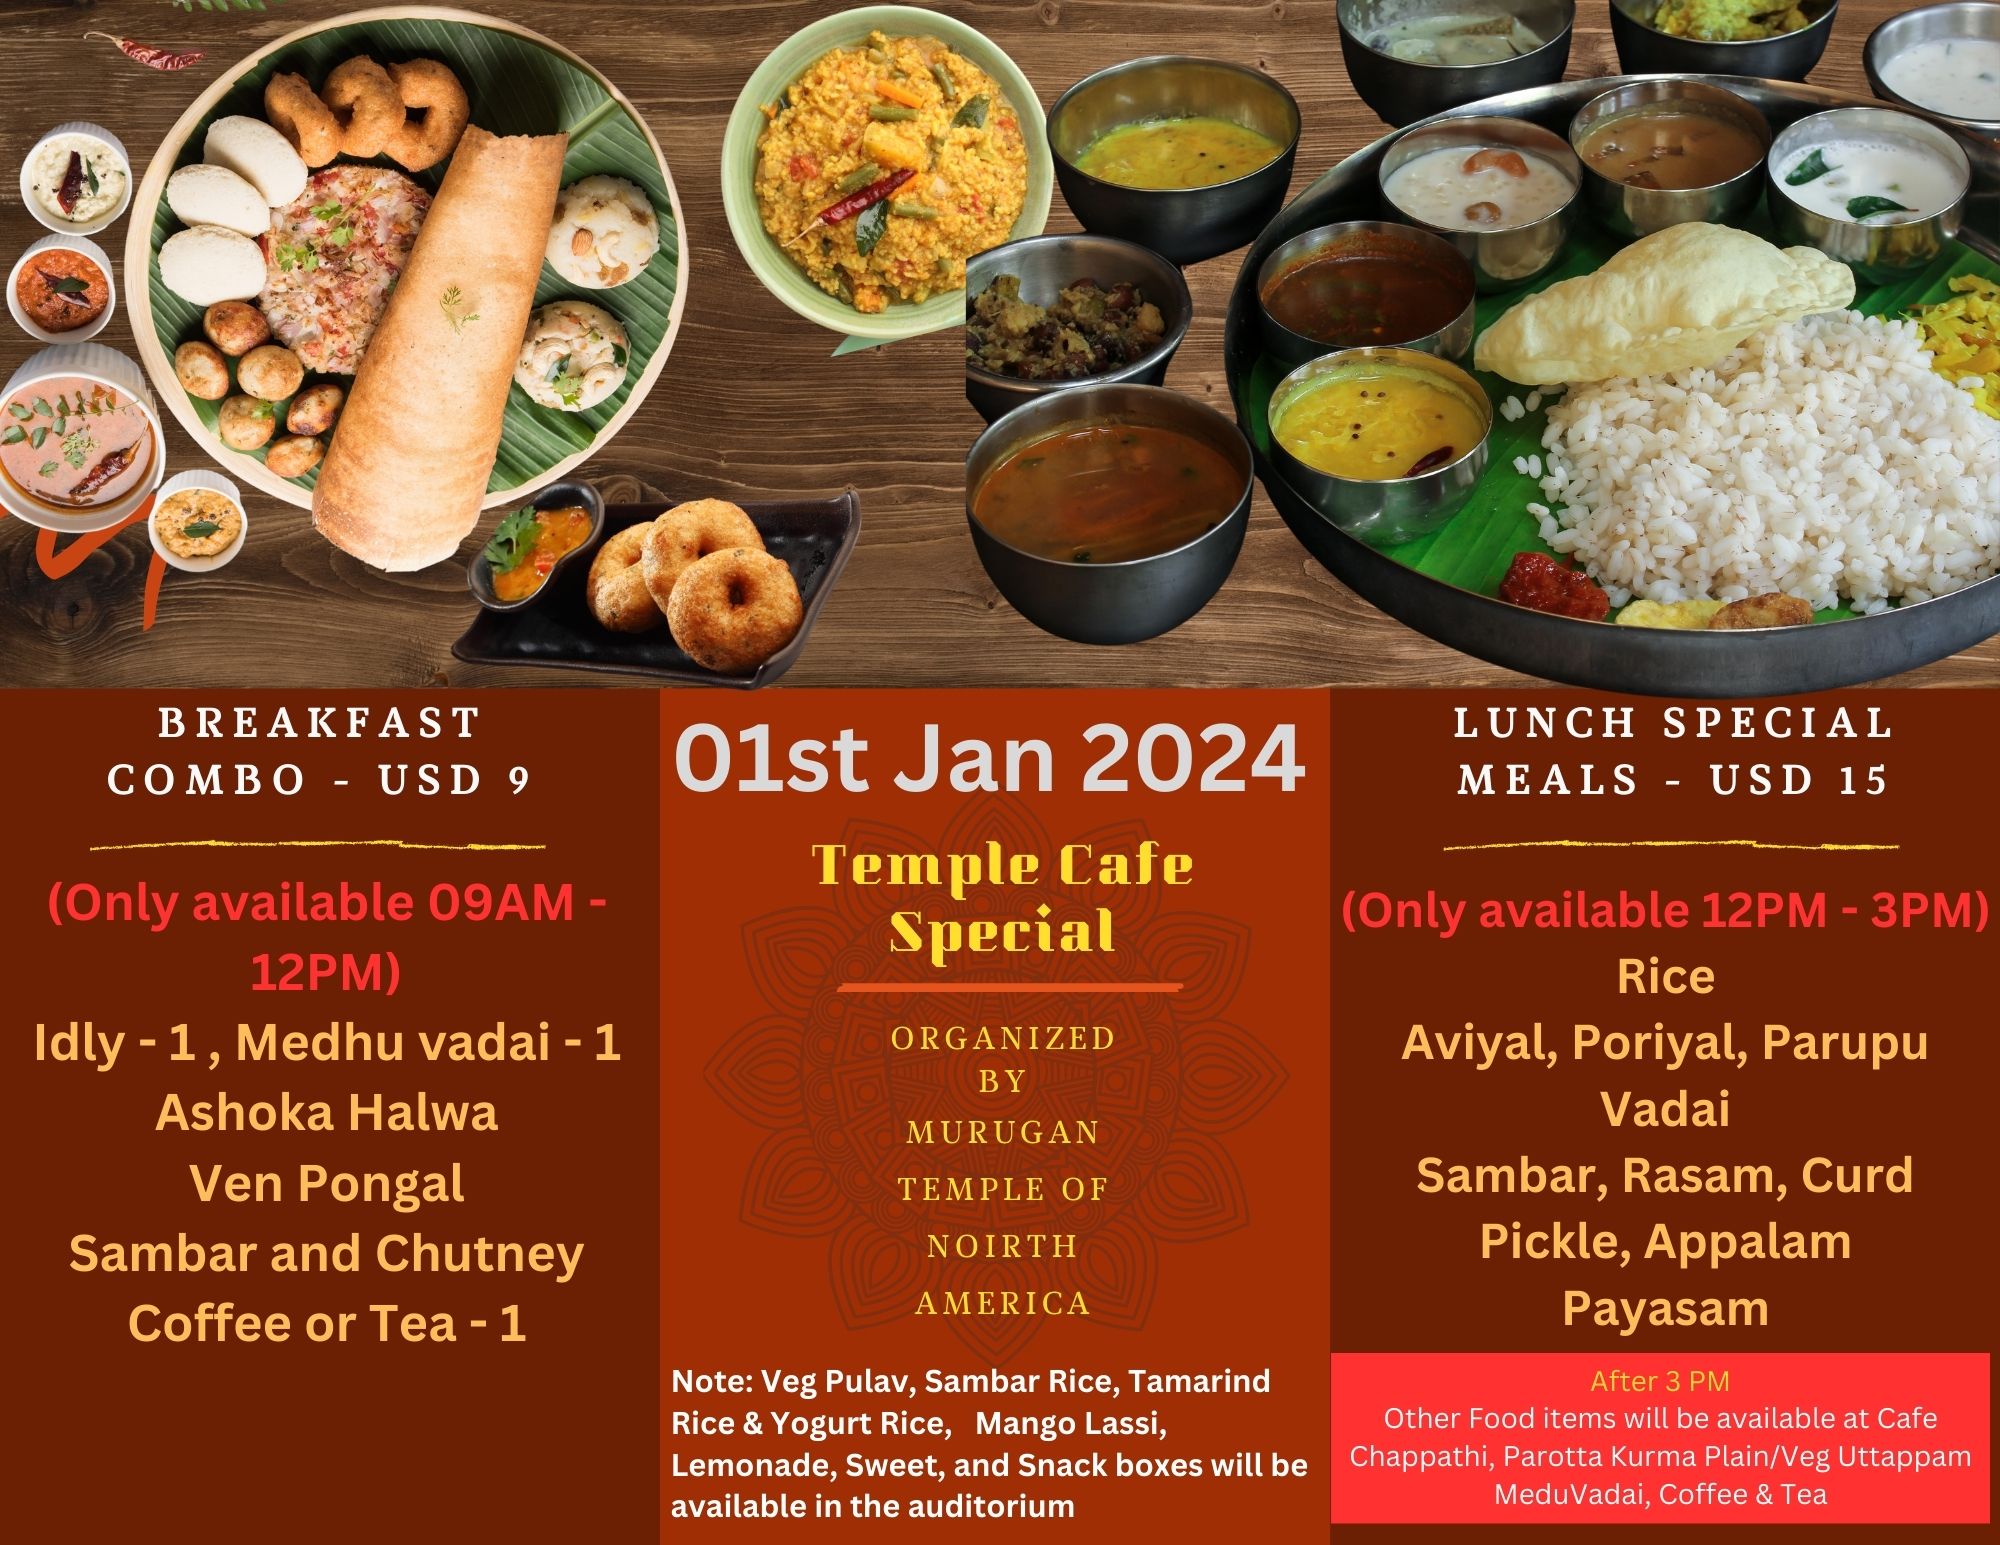 BREAKFAST
COMBO - USD 9
(Only available 09AM -
12PM)
Idly - 1 , Medhu vadai - 1
Ashoka Halwa
Ven Pongal
Sambar and Chutney
Coffee or Tea - 1
01st Jan 2024
Temple Cafe
Special
ORGANIZED
BY
MURUGAN
TEMPLE OF
NOIRTH
AMERICA
Note: Veg Pulav, Sambar Rice, Tamarind
Rice & Yogurt Rice, Mango Lassi,
Lemonade, Sweet, and Snack boxes will be
available in the auditorium
LUNCH SPECIAL
MEALS - USD 15
(Only available 12PM - 3PM)
Rice
Aviyal, Poriyal, Parupu
Vadai
Sambar, Rasam, Curd
Pickle, Appalam
Payasam
After 3 PM
Other Food items will be available at Cafe
Chappathi, Parotta Kurma Plain/Veg Uttappam
MeduVadai, Coffee & Tea